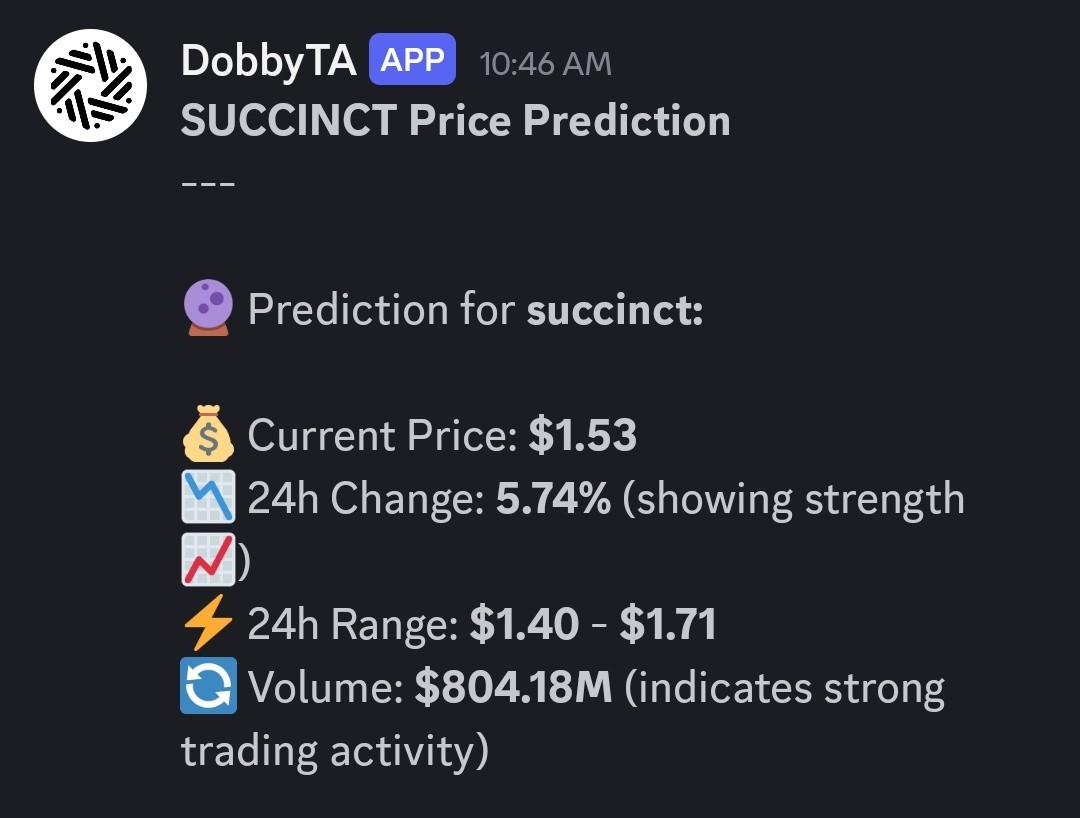 DobbyTA APP 10:46 AM
SUCCINCT Price Prediction
---
🔮 Prediction for succinct:
💰 Current Price: $1.53
📉 24h Change: 5.74% (showing strength
📈)
⚡ 24h Range: $1.40 - $1.71
🔄 Volume: $804.18M (indicates strong
trading activity)